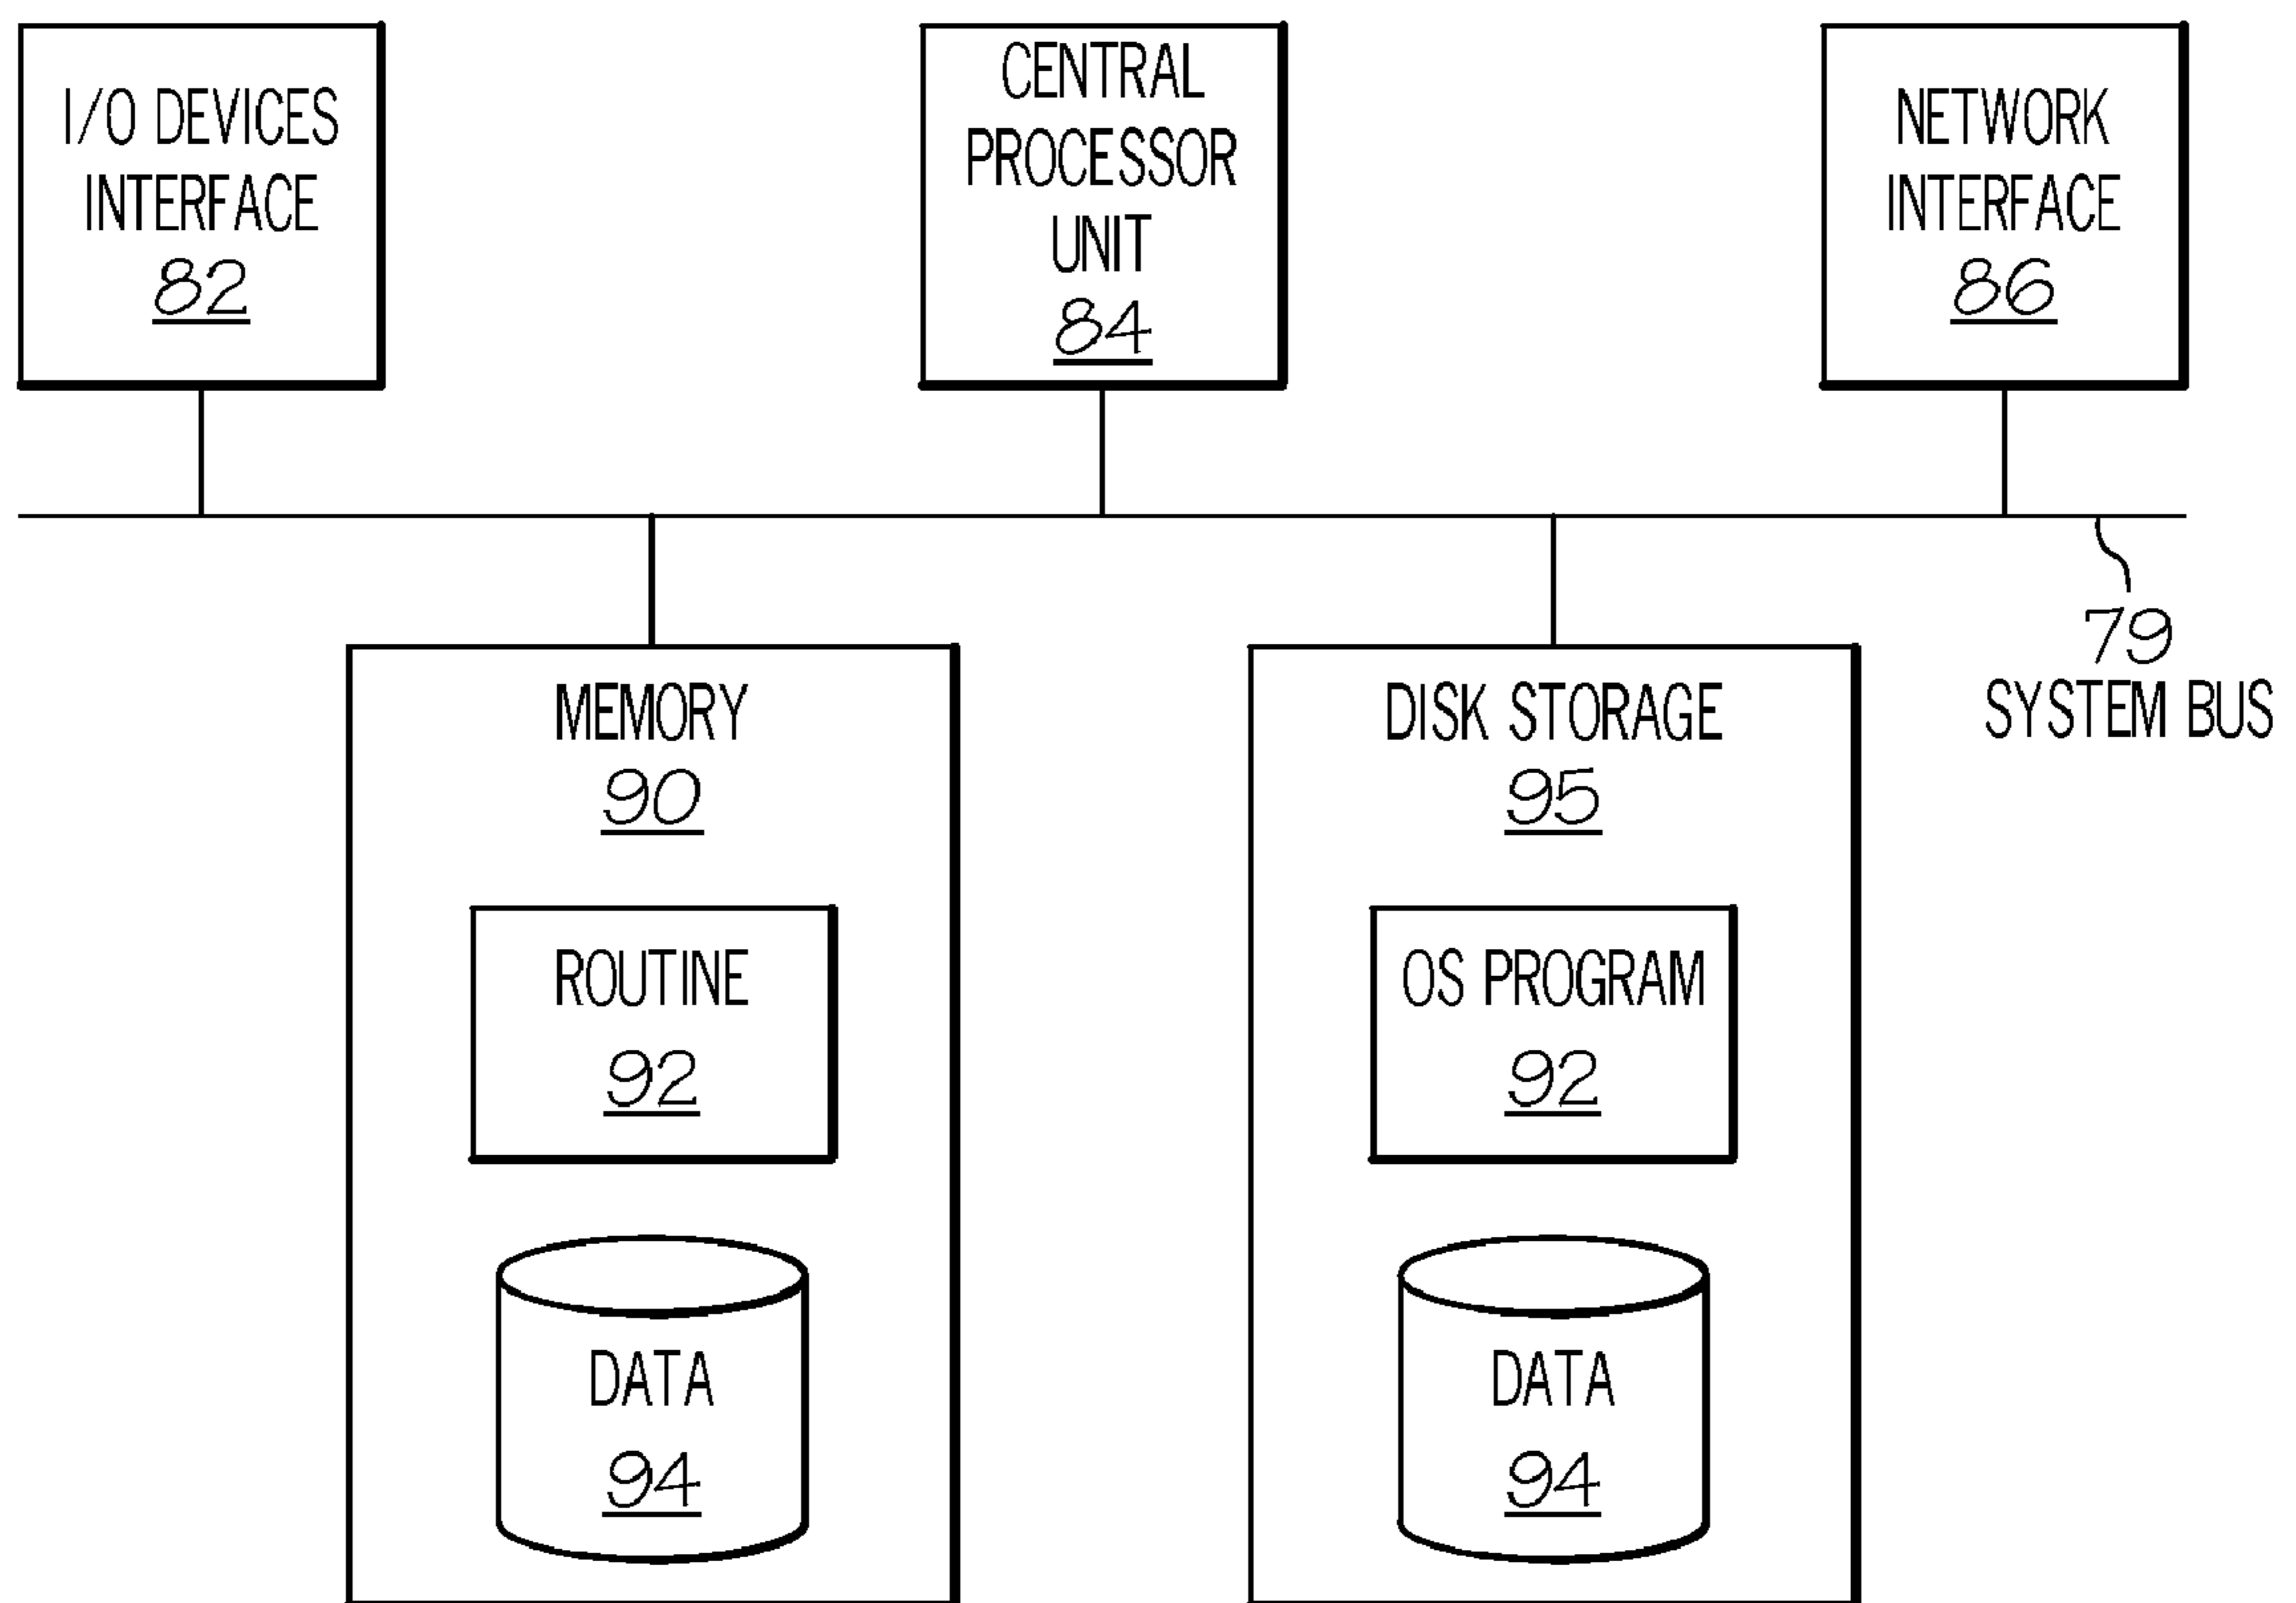 I/O DEVICES
INTERFACE
82
CENTRAL
PROCESSOR
UNIT
84
NETWORK
INTERFACE
86
79
SYSTEM BUS
MEMORY
90
ROUTINE
92
DATA
94
DISK STORAGE
95
OS PROGRAM
92
DATA
94